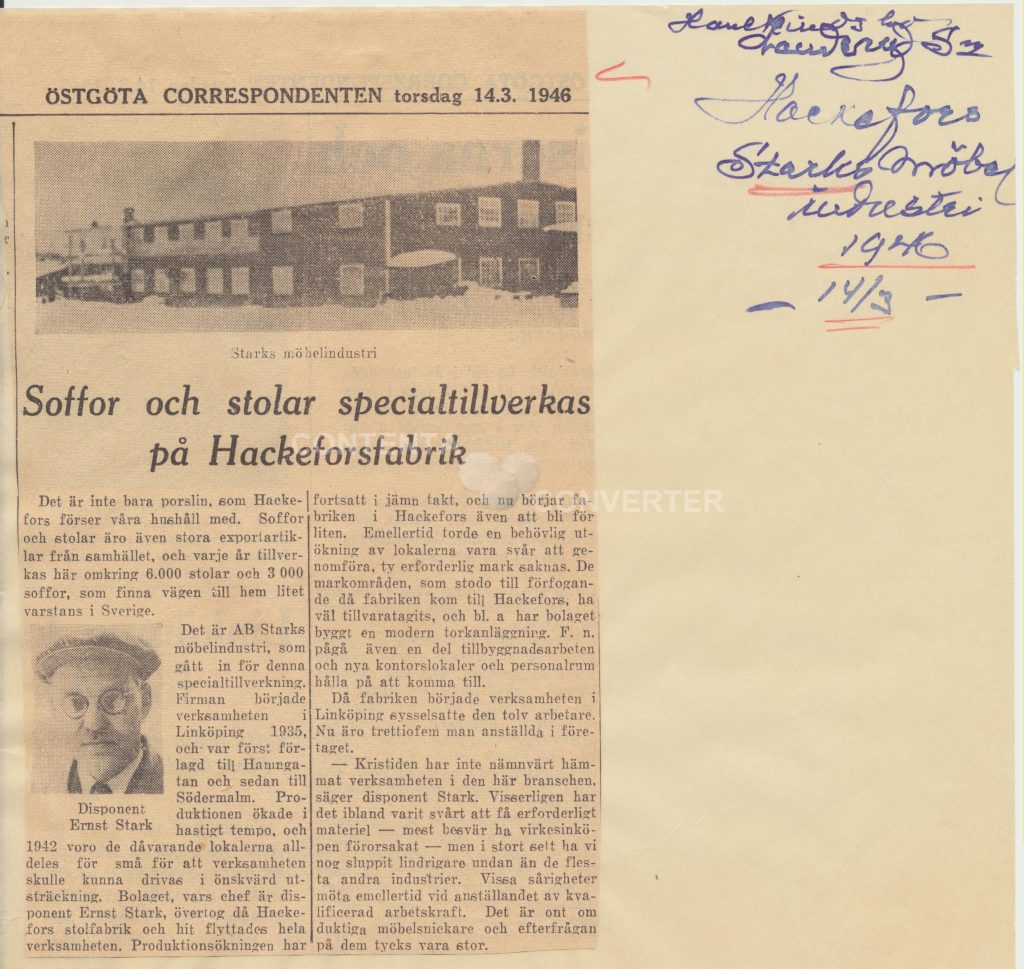 ÖSTGÖTA CORRESPONDENTEN torsdag 14.3. 1946
Starks möbelindustri
Soffor och stolar specialtillverkas
på Hackeforsfabrik
Det är inte bara porslin, som Hacke-
fors förser våra hushåll med. Soffor
och stolar äro även stora exportartik-
lar från samhället, och varje år tillver-
kas här omkring 6.000 stolar och 3 000
soffor, som finna vägen till hem litet
varstans i Sverige.
Det är AB Starks
möbelindustri, som
gått in för denna
specialtillverkning.
Firman började
verksamheten i
Linköping 1935,
och var först för-
lagd till Hamnga-
tan och sedan till
Södermalm. Pro-
duktionen ökade i
hastigt tempo, och
Disponent
Ernst Stark
1942 voro de dåvarande lokalerna all-
deles för små för att verksamheten
skulle kunna drivas i önskvärd ut-
sträckning. Bolaget, vars chef är dis-
ponent Ernst Stark, övertog då Hacke-
fors stolfabrik och hit flyttades hela
verksamheten. Produktionsökningen har
fortsatt i jämn takt, och nu börjar fa-
briken i Hackefors även att bli för
liten. Emellertid torde en behövlig ut-
ökning av lokalerna vara svår att ge-
nomföra, ty erforderlig mark saknas. De
markområden, som stodo till förfogan-
de då fabriken kom till Hackefors, ha
väl tillvaratagits, och bl. a har bolaget
byggt en modern torkanläggning. F. n.
pågå även en del tillbyggnadsarbeten
och nya kontorslokaler och personalrum
hålla på att komma till.
Då fabriken började verksamheten i
Linköping sysselsatte den tolv arbetare.
Nu äro trettiofem man anställda i före-
taget.
— Kristiden har inte nämnvärt häm-
mat verksamheten i den här branschen,
säger disponent Stark. Visserligen har
det ibland varit svårt att få erforderligt
materiel — mest besvär ha virkesinkö-
pen förorsakat — men i stort sett ha vi
nog sluppit lindrigare undan än de fles-
ta andra industrier. Vissa sårigheter
möta emellertid vid anställandet av kva-
lificerad arbetskraft. Det är ont om
duktiga möbelsnickare och efterfrågan
på dem tycks vara stor.
Hackefors
Starks möbel
industri
1946
— 14/3 —
CONTENTA
CONVERTER